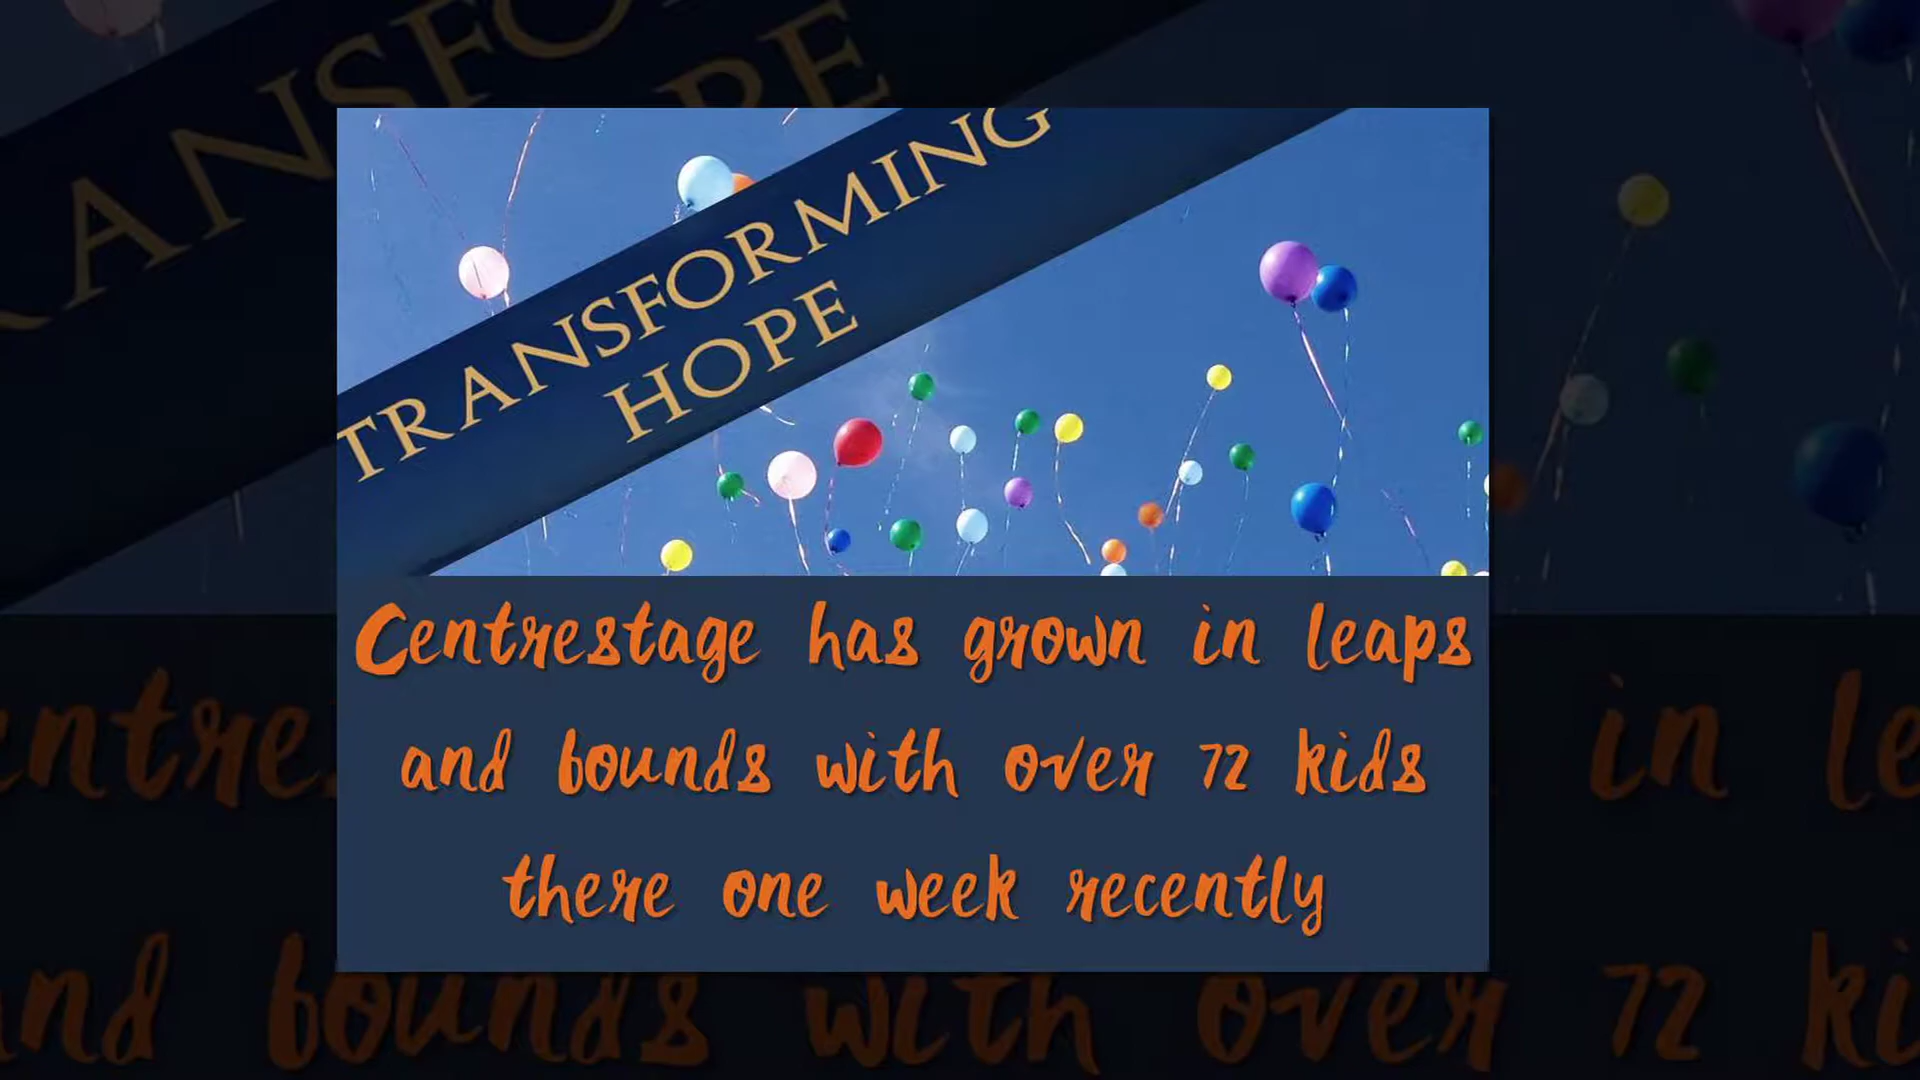 TRANSFORMING
HOPE
Centrestage has grown in leaps
and bounds with over 72 kids
there one week recently